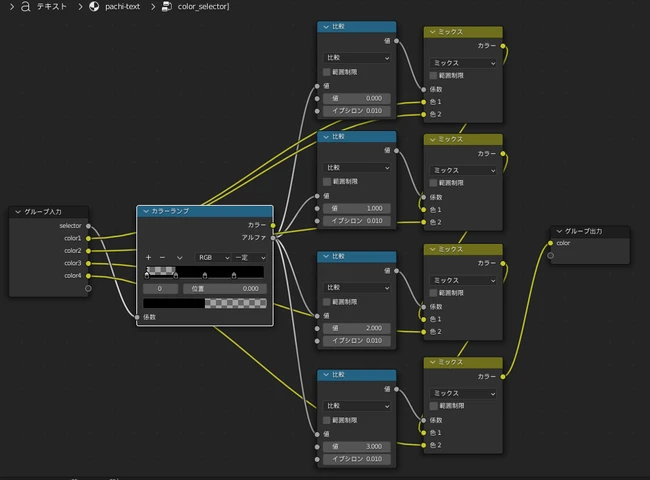 テキスト pachi-text color_selector]
比較
値
比較
範囲制限
値
値 0.000
イプシロン 0.010
ミックス
カラー
ミックス
範囲制限
係数
色 1
色 2
比較
値
比較
範囲制限
値
値 1.000
イプシロン 0.010
ミックス
カラー
ミックス
範囲制限
係数
色 1
色 2
グループ入力
selector
color1
color2
color3
color4
カラーランプ
カラー
アルファ
+ − RGB 一定
0 位置 0.000
係数
比較
値
比較
範囲制限
値
値 2.000
イプシロン 0.010
ミックス
カラー
ミックス
範囲制限
係数
色 1
色 2
グループ出力
color
比較
値
比較
範囲制限
値
値 3.000
イプシロン 0.010
ミックス
カラー
ミックス
範囲制限
係数
色 1
色 2